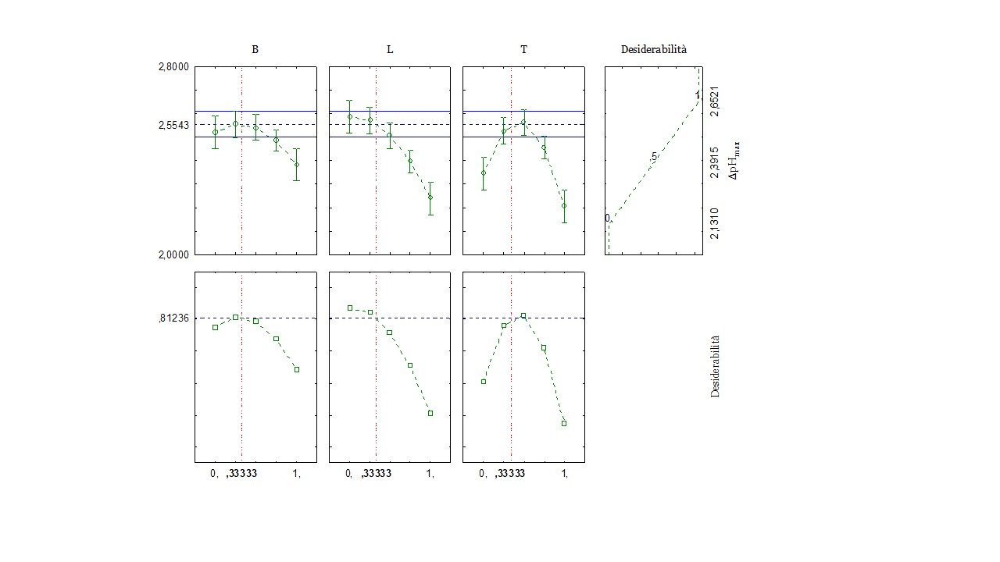 B L T Desiderabilità
2,8000
2,5543
2,0000
1,
,5
0,
2,6521
2,3915
2,1310
ΔpHmax
,81236
Desiderabilità
0, ,33333 1, 0, ,33333 1, 0, ,33333 1,